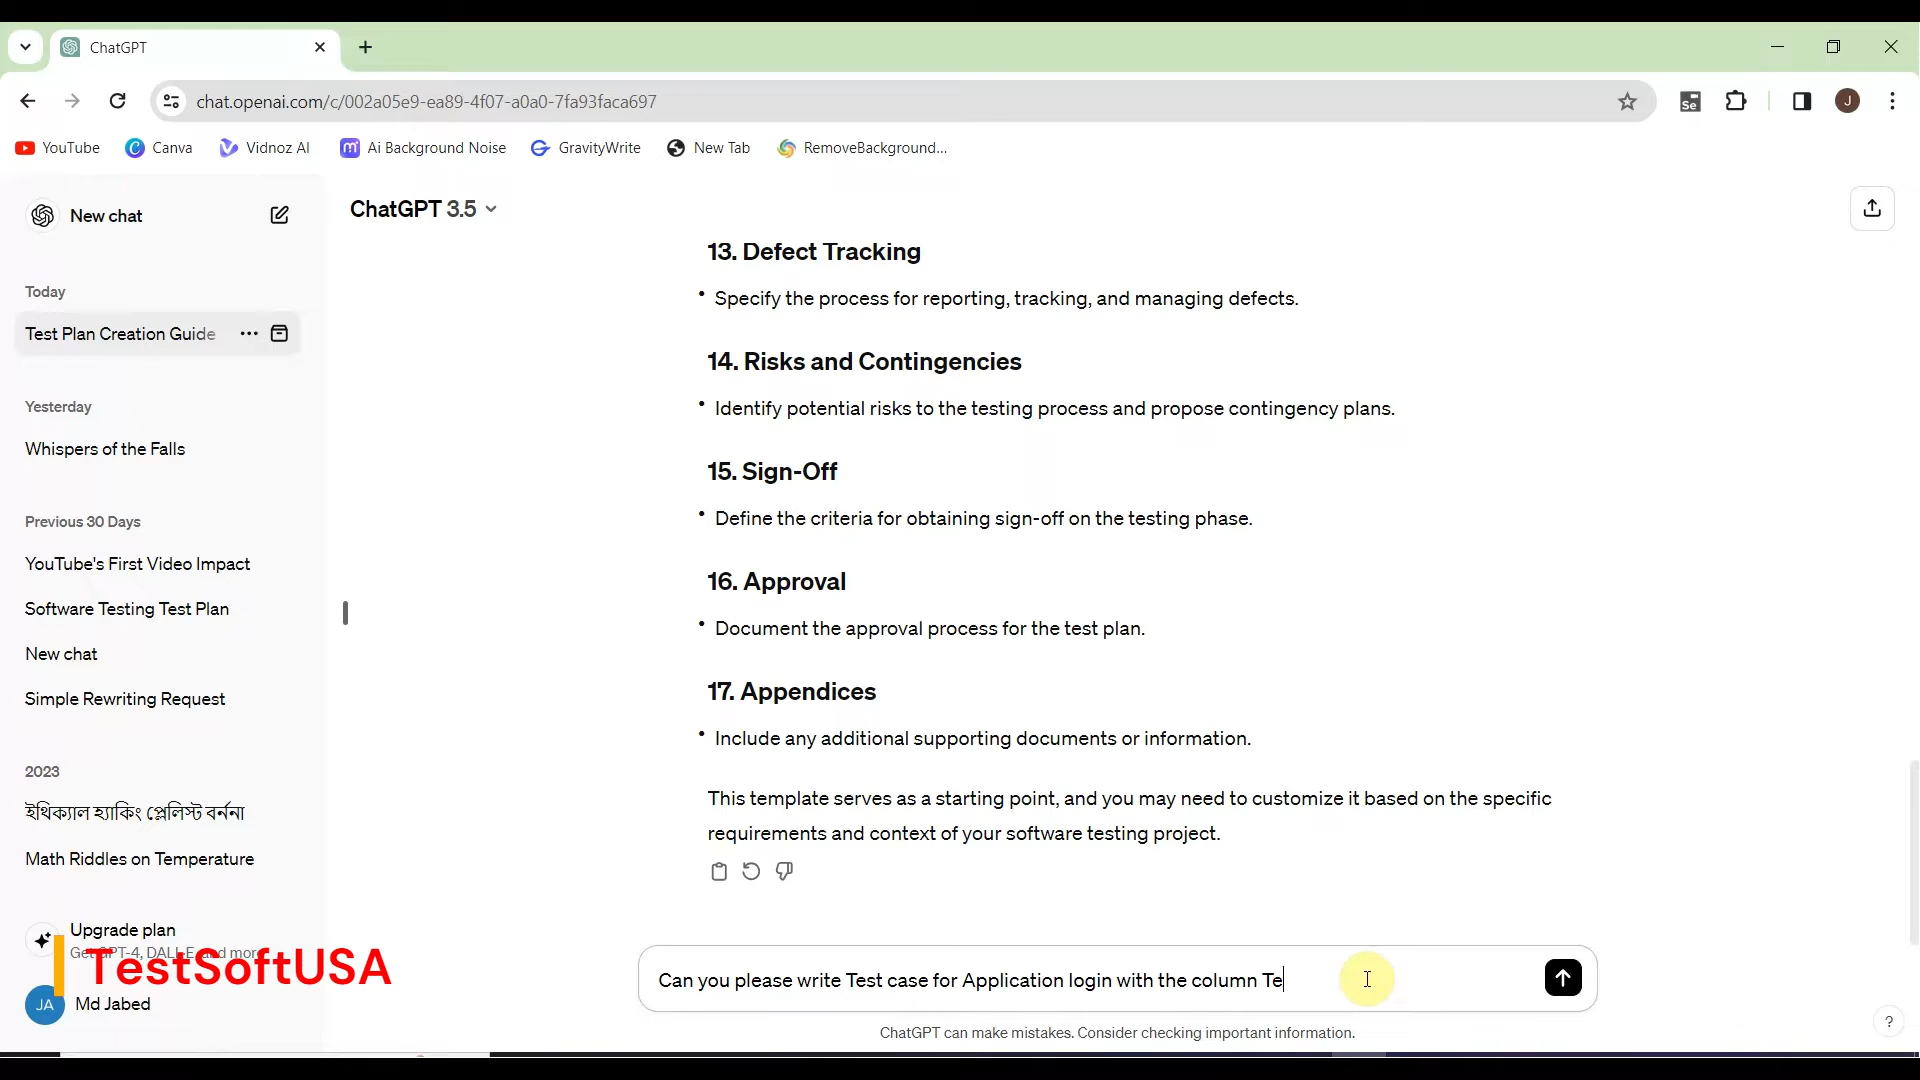 ChatGPT
chat.openai.com/c/002a05e9-ea89-4f07-a0a0-7fa93faca697
Se
J
YouTube
Canva
Vidnoz AI
m
Ai Background Noise
GravityWrite
New Tab
RemoveBackground...
New chat
ChatGPT 3.5
Today
Test Plan Creation Guide
Yesterday
Whispers of the Falls
Previous 30 Days
YouTube's First Video Impact
Software Testing Test Plan
New chat
Simple Rewriting Request
2023
ইথিক্যাল হ্যাকিং প্লেলিস্ট বর্ননা
Math Riddles on Temperature
Upgrade plan
Get GPT-4, DALL·E, and more
TestSoftUSA
JA
Md Jabed
13. Defect Tracking
• Specify the process for reporting, tracking, and managing defects.
14. Risks and Contingencies
• Identify potential risks to the testing process and propose contingency plans.
15. Sign-Off
• Define the criteria for obtaining sign-off on the testing phase.
16. Approval
• Document the approval process for the test plan.
17. Appendices
• Include any additional supporting documents or information.
This template serves as a starting point, and you may need to customize it based on the specific
requirements and context of your software testing project.
Can you please write Test case for Application login with the column Te
ChatGPT can make mistakes. Consider checking important information.
?